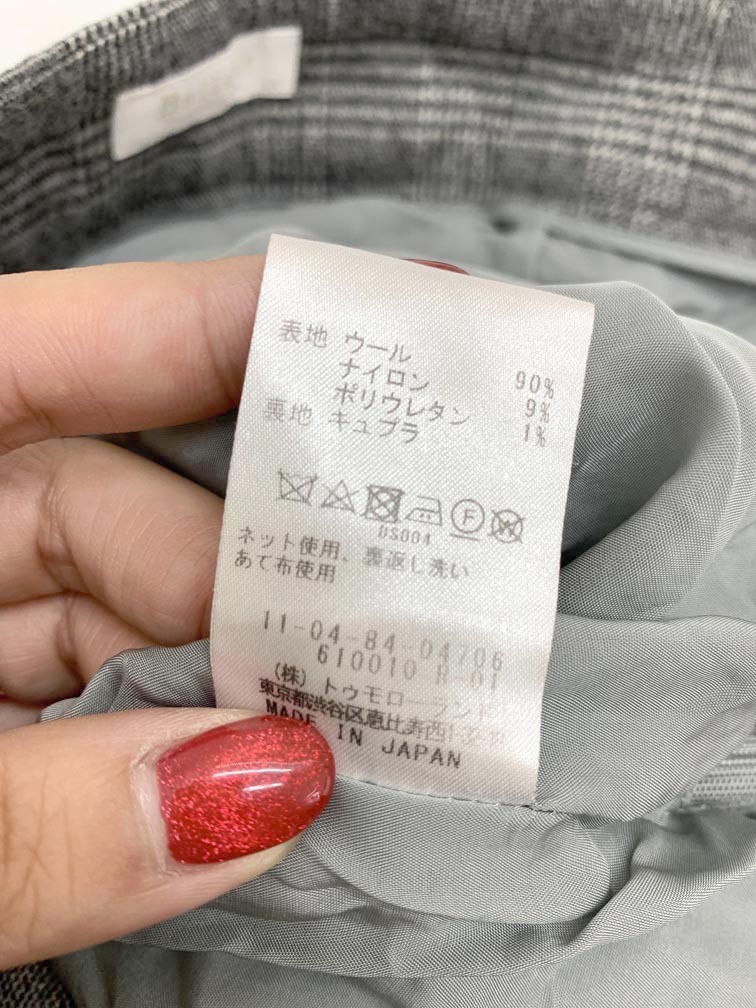 表地 ウール 90%
ナイロン 9%
ポリウレタン 1%
裏地 キュプラ
F W
DS004
ネット使用、裏返し洗い
あて布使用
11-04-84-04706
610010 R-01
(株) トゥモローランド
東京都渋谷区恵比寿西1-32-
MADE IN JAPAN